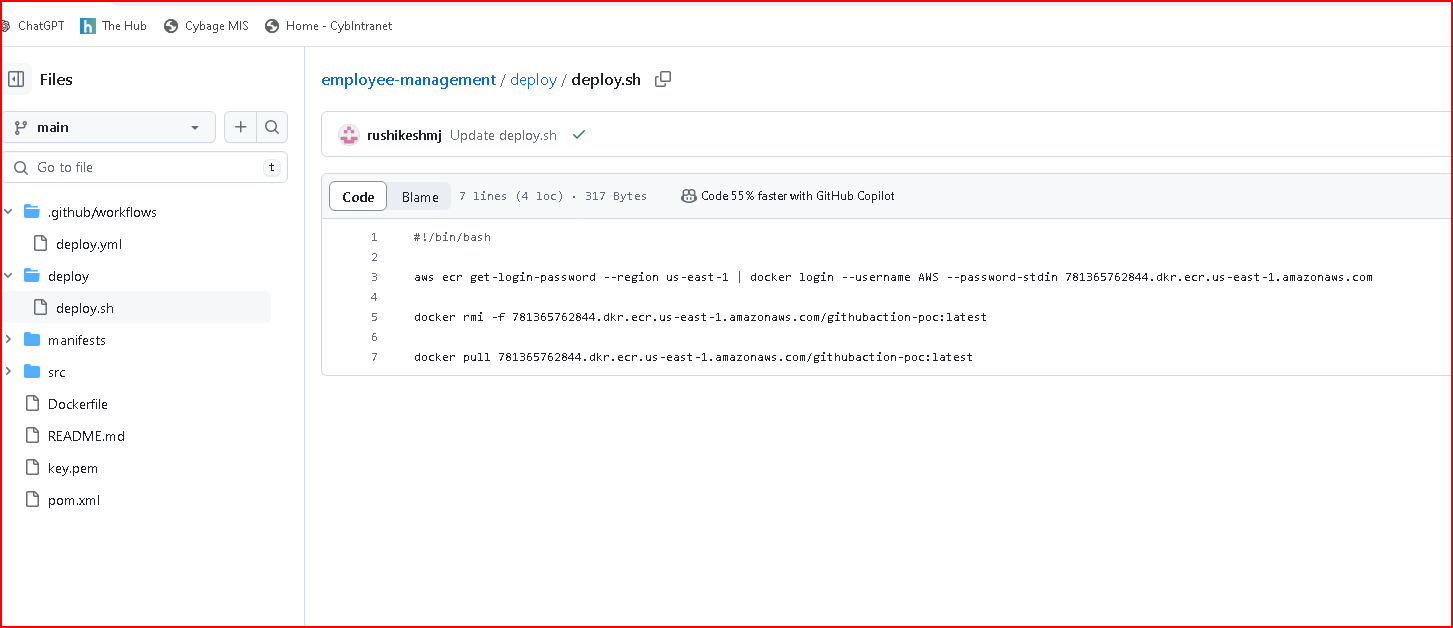 ChatGPT The Hub Cybage MIS Home - CybIntranet
Files
main
Go to file t
.github/workflows
deploy.yml
deploy
deploy.sh
manifests
src
Dockerfile
README.md
key.pem
pom.xml
employee-management / deploy / deploy.sh
rushikeshmj Update deploy.sh
Code Blame 7 lines (4 loc) · 317 Bytes Code 55% faster with GitHub Copilot
1 #!/bin/bash
2
3 aws ecr get-login-password --region us-east-1 | docker login --username AWS --password-stdin 781365762844.dkr.ecr.us-east-1.amazonaws.com
4
5 docker rmi -f 781365762844.dkr.ecr.us-east-1.amazonaws.com/githubaction-poc:latest
6
7 docker pull 781365762844.dkr.ecr.us-east-1.amazonaws.com/githubaction-poc:latest